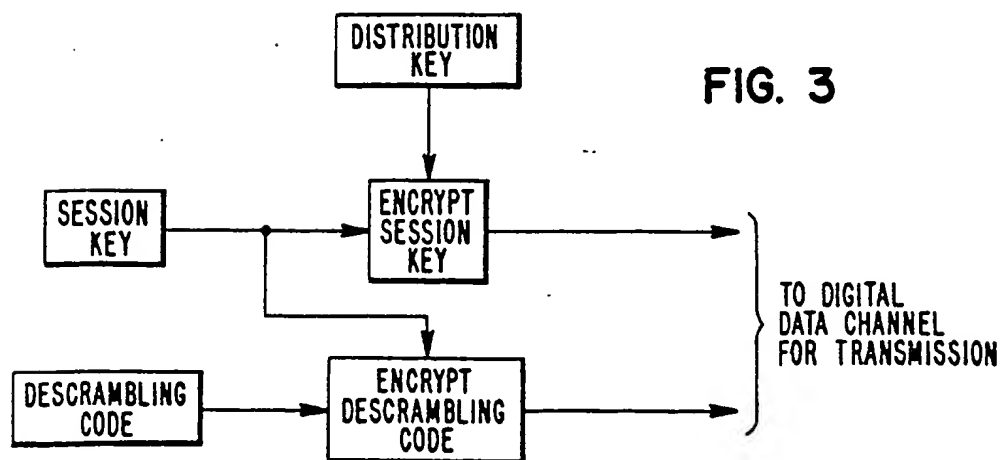 DISTRIBUTION
KEY
FIG. 3
SESSION
KEY
ENCRYPT
SESSION
KEY
TO DIGITAL
DATA CHANNEL
FOR TRANSMISSION
DESCRAMBLING
CODE
ENCRYPT
DESCRAMBLING
CODE